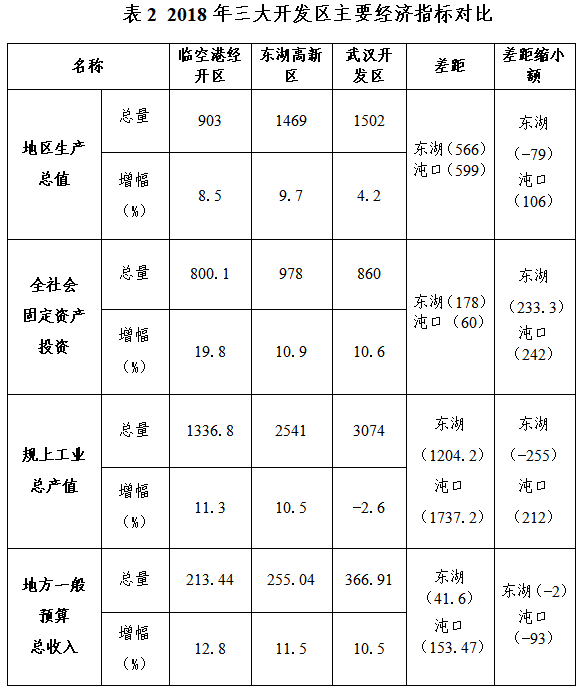 表 2  2018 年三大开发区主要经济指标对比
名称
临空港经
开区
东湖高新
区
武汉开
发区
差距
差距缩小
额
地区生产
总值
总量
903
1469
1502
东湖(566)
沌口(599)
东湖
(−79)
沌口
(106)
增幅
(%)
8.5
9.7
4.2
全社会
固定资产
投资
总量
800.1
978
860
东湖(178)
沌口 (60)
东湖
(233.3)
沌口
(242)
增幅
(%)
19.8
10.9
10.6
规上工业
总产值
总量
1336.8
2541
3074
东湖
(1204.2)
沌口
(1737.2)
东湖
(−255)
沌口
(212)
增幅
(%)
11.3
10.5
−2.6
地方一般
预算
总收入
总量
213.44
255.04
366.91
东湖
(41.6)
沌口
(153.47)
东湖(−2)
沌口
(−93)
增幅
(%)
12.8
11.5
10.5